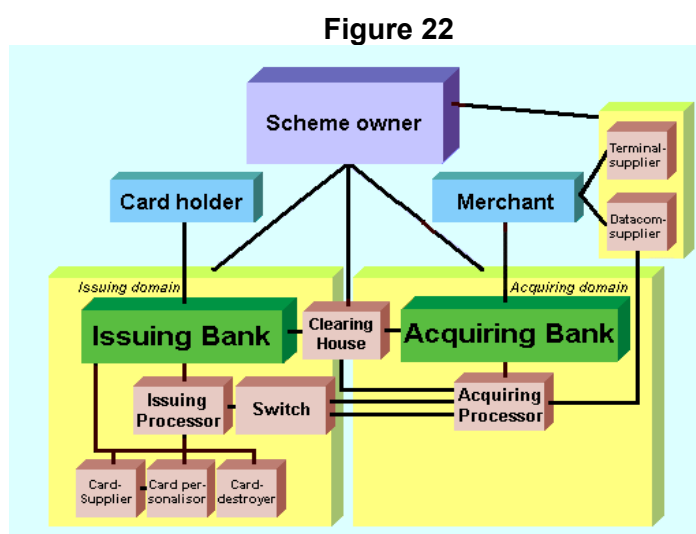 Figure 22
Scheme owner
Terminal-
supplier
Card holder
Merchant
Datacom-
supplier
Issuing domain
Acquiring domain
Issuing Bank
Clearing
House
Acquiring Bank
Issuing
Processor
Switch
Acquiring
Processor
Card-
Supplier
Card per-
sonalisor
Card-
destroyer